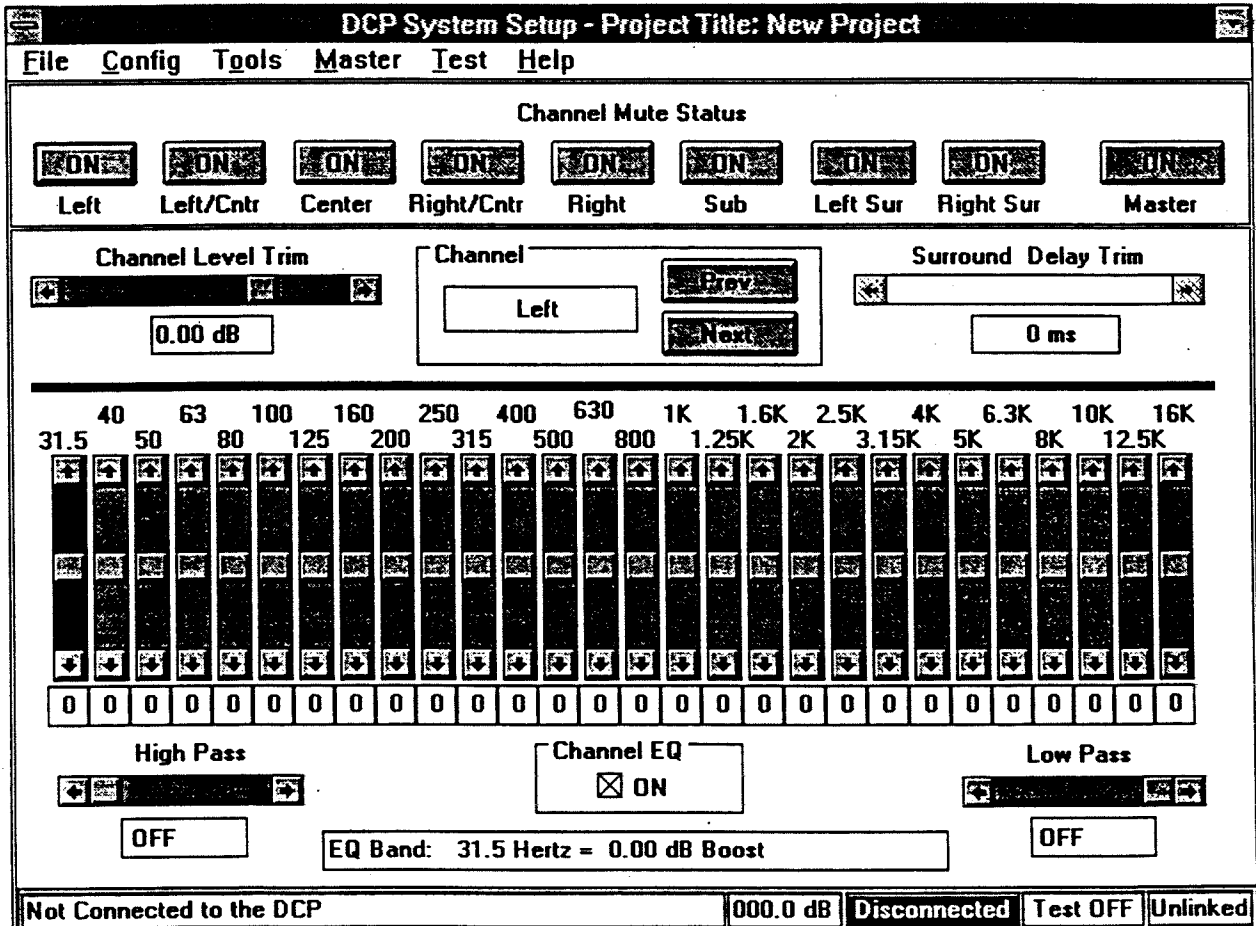 DCP System Setup - Project Title: New Project
File Config Tools Master Test Help
Channel Mute Status
ON ON ON ON ON ON ON ON ON
Left Left/Cntr Center Right/Cntr Right Sub Left Sur Right Sur Master
Channel Level Trim
0.00 dB
Channel
Left
Prev
Next
Surround Delay Trim
0 ms
40 63 100 160 250 400 630 1K 1.6K 2.5K 4K 6.3K 10K 16K
31.5 50 80 125 200 315 500 800 1.25K 2K 3.15K 5K 8K 12.5K
0 0 0 0 0 0 0 0 0 0 0 0 0 0 0 0 0 0 0 0 0 0 0 0 0 0 0 0
High Pass
OFF
Channel EQ
ON
Low Pass
OFF
EQ Band: 31.5 Hertz = 0.00 dB Boost
Not Connected to the DCP 000.0 dB Disconnected Test OFF Unlinked